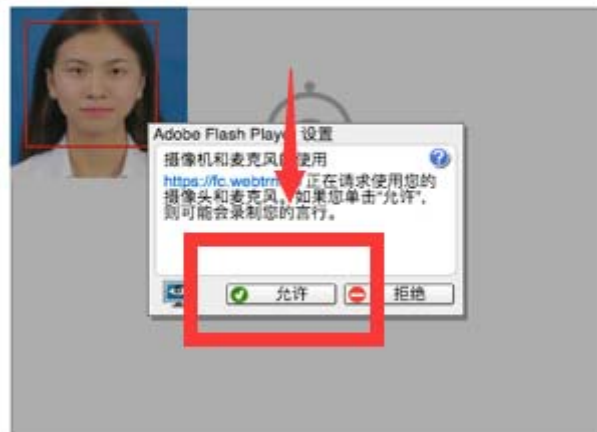 Adobe Flash Play 设置
摄像机和麦克风 使用
https://fc.webtrn 正在请求使用您的
摄像头和麦克风。如果您单击“允许”,
则可能会录制您的言行。
允许
拒绝